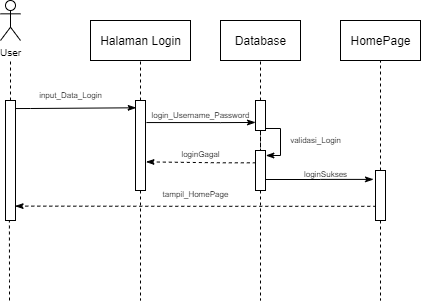 User
Halaman Login
Database
HomePage
input_Data_Login
login_Username_Password
validasi_Login
loginGagal
loginSukses
tampil_HomePage